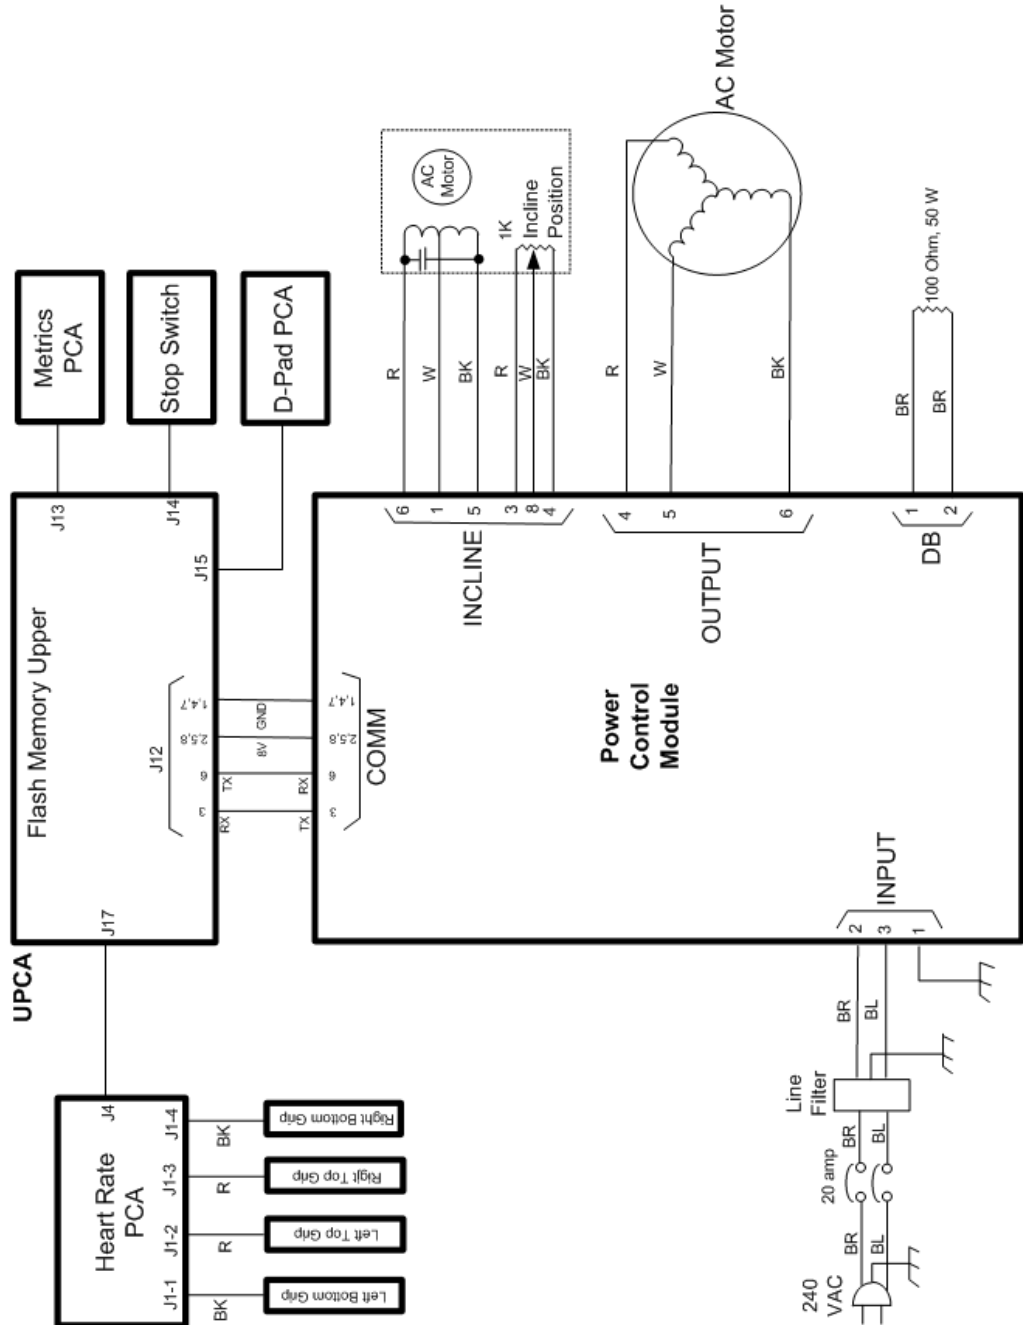 Heart Rate
PCA
J4
J1-1
J1-2
J1-3
J1-4
BK
R
R
BK
Left Bottom Grip
Left Top Grip
Rigjt Top Grip
Right Bottom Grip
UPCA
Flash Memory Upper
J17
J13
J14
J15
J12
3
6
2,5,8
1,4,7
RX
TX
8V
GND
TX
RX
3
6
2,5,8
1,4,7
COMM
Metrics
PCA
Stop Switch
D-Pad PCA
Power
Control
Module
INCLINE
6
1
5
3
8
4
R
W
BK
R
W
BK
AC
Motor
1K
Incline
Position
OUTPUT
4
5
6
R
W
BK
AC Motor
DB
1
2
BR
BR
100 Ohm, 50 W
INPUT
2
3
1
BR
BL
Line
Filter
BR
BL
20 amp
BR
BL
240
VAC